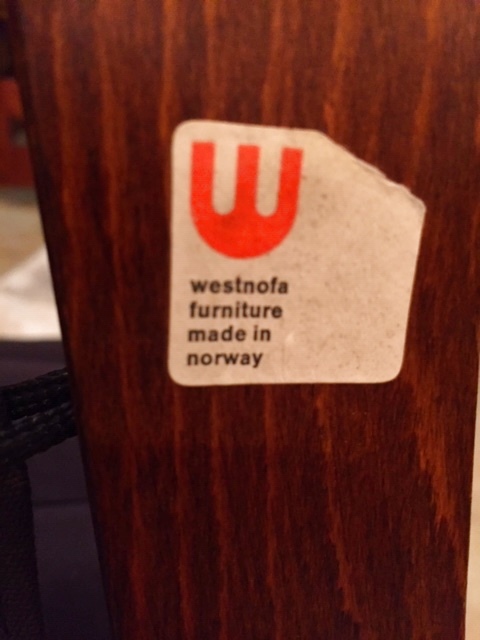 westnofa
furniture
made in
norway